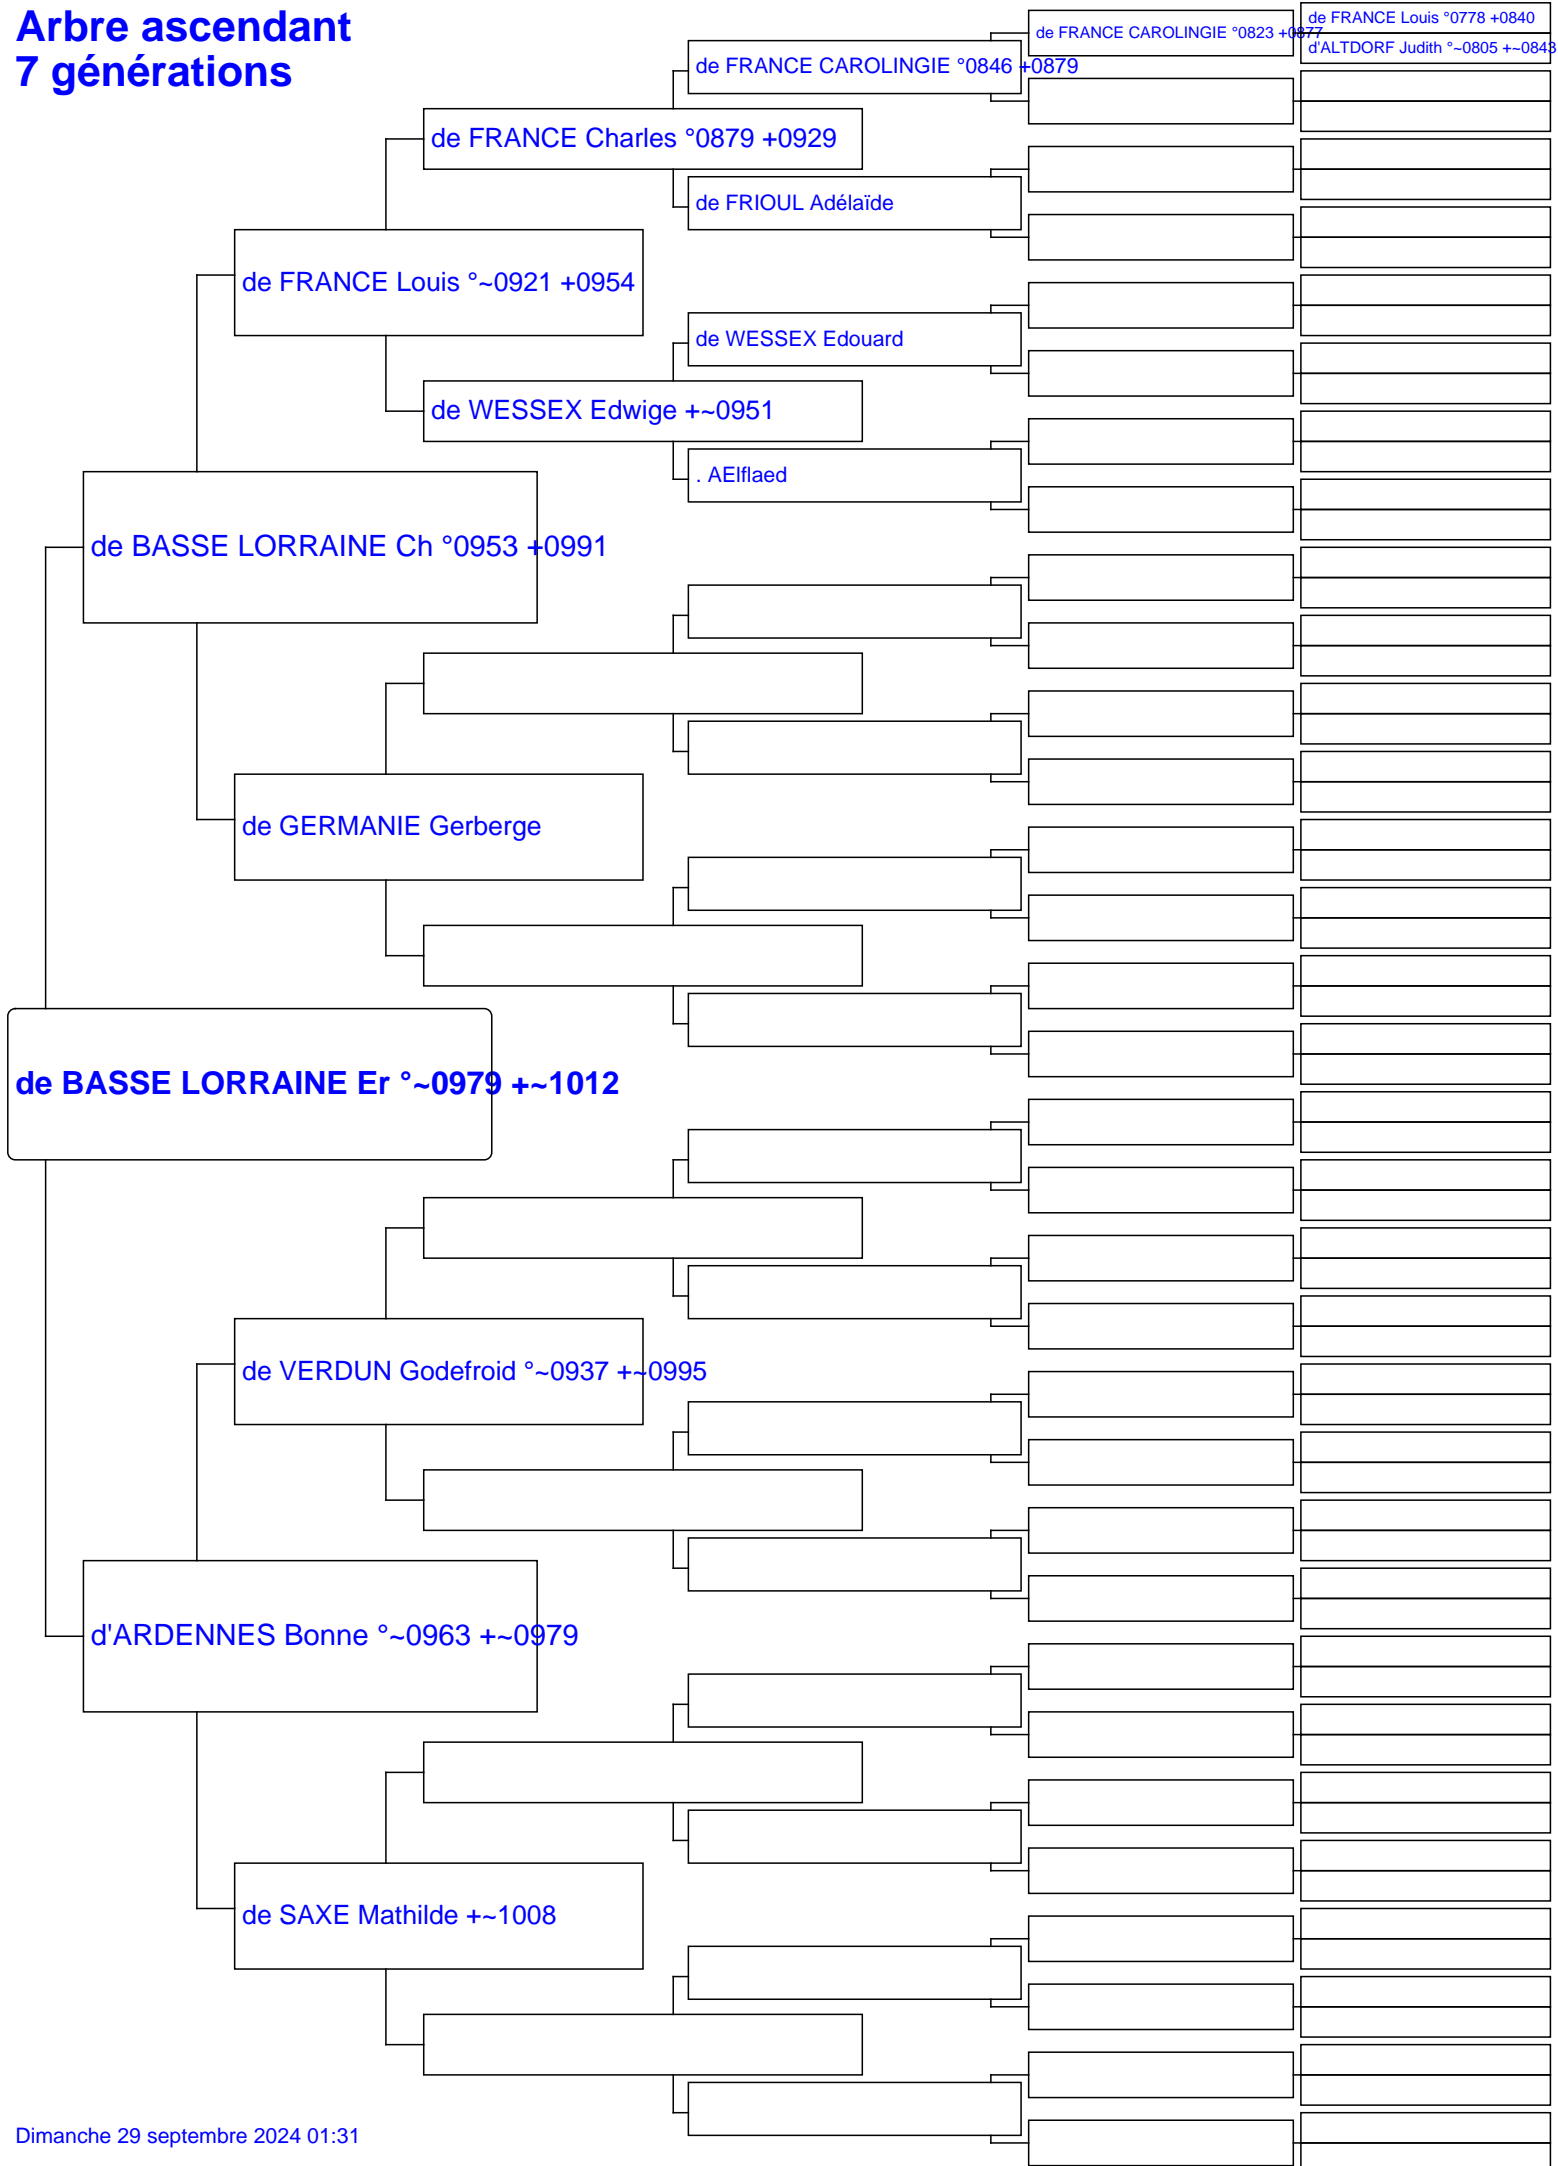 Arbre ascendant
7 générations
de FRANCE Louis °0778 +0840
de FRANCE CAROLINGIE °0823 +0877
d'ALTDORF Judith °~0805 +~0843
de FRANCE CAROLINGIE °0846 +0879
de FRANCE Charles °0879 +0929
de FRIOUL Adélaïde
de FRANCE Louis °~0921 +0954
de WESSEX Edouard
de WESSEX Edwige +~0951
. AElflaed
de BASSE LORRAINE Ch °0953 +0991
de GERMANIE Gerberge
de BASSE LORRAINE Er °~0979 +~1012
de VERDUN Godefroid °~0937 +~0995
d'ARDENNES Bonne °~0963 +~0979
de SAXE Mathilde +~1008
Dimanche 29 septembre 2024 01:31